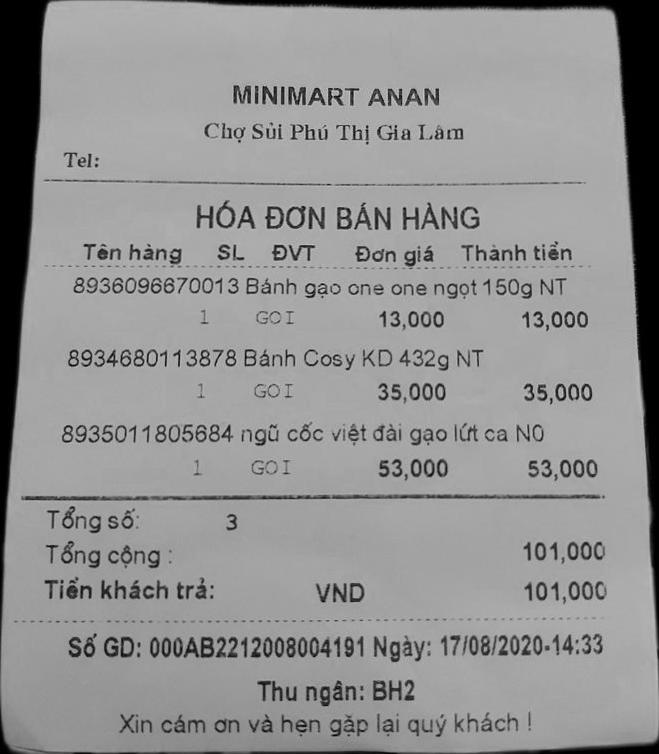 MINIMART ANAN
Chợ Sủi Phú Thị Gia Lâm
Tel:
HÓA ĐƠN BÁN HÀNG
Tên hàng SL ĐVT Đơn giá Thành tiền
8936096670013 Bánh gạo one one ngọt 150g NT
1 GOI 13,000 13,000
8934680113878 Bánh Cosy KD 432g NT
1 GOI 35,000 35,000
8935011805684 ngũ cốc việt đài gạo lứt ca N0
1 GOI 53,000 53,000
Tổng số: 3
Tổng cộng : 101,000
Tiền khách trả: VND 101,000
Số GD: 000AB2212008004191 Ngày: 17/08/2020-14:33
Thu ngân: BH2
Xin cám ơn và hẹn gặp lại quý khách !